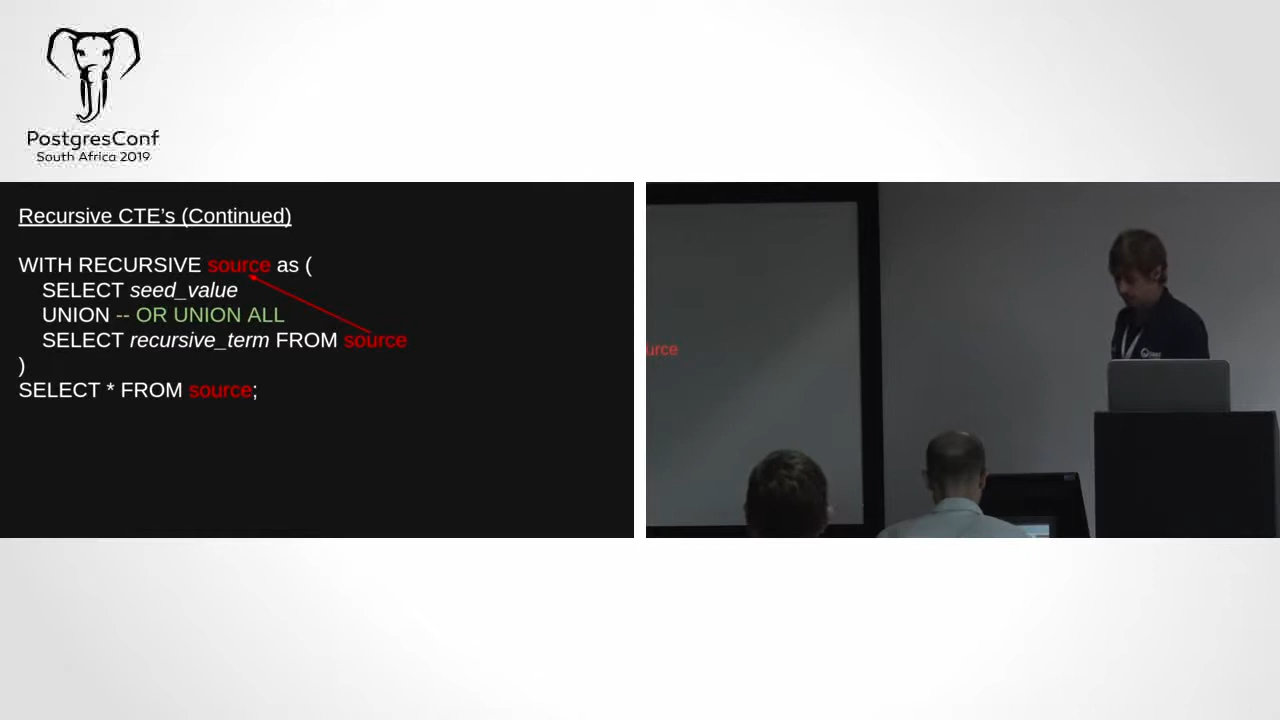 PostgresConf
South Africa 2019
Recursive CTE's (Continued)
WITH RECURSIVE source as (
SELECT seed_value
UNION -- OR UNION ALL
SELECT recursive_term FROM source
)
SELECT * FROM source;
urce